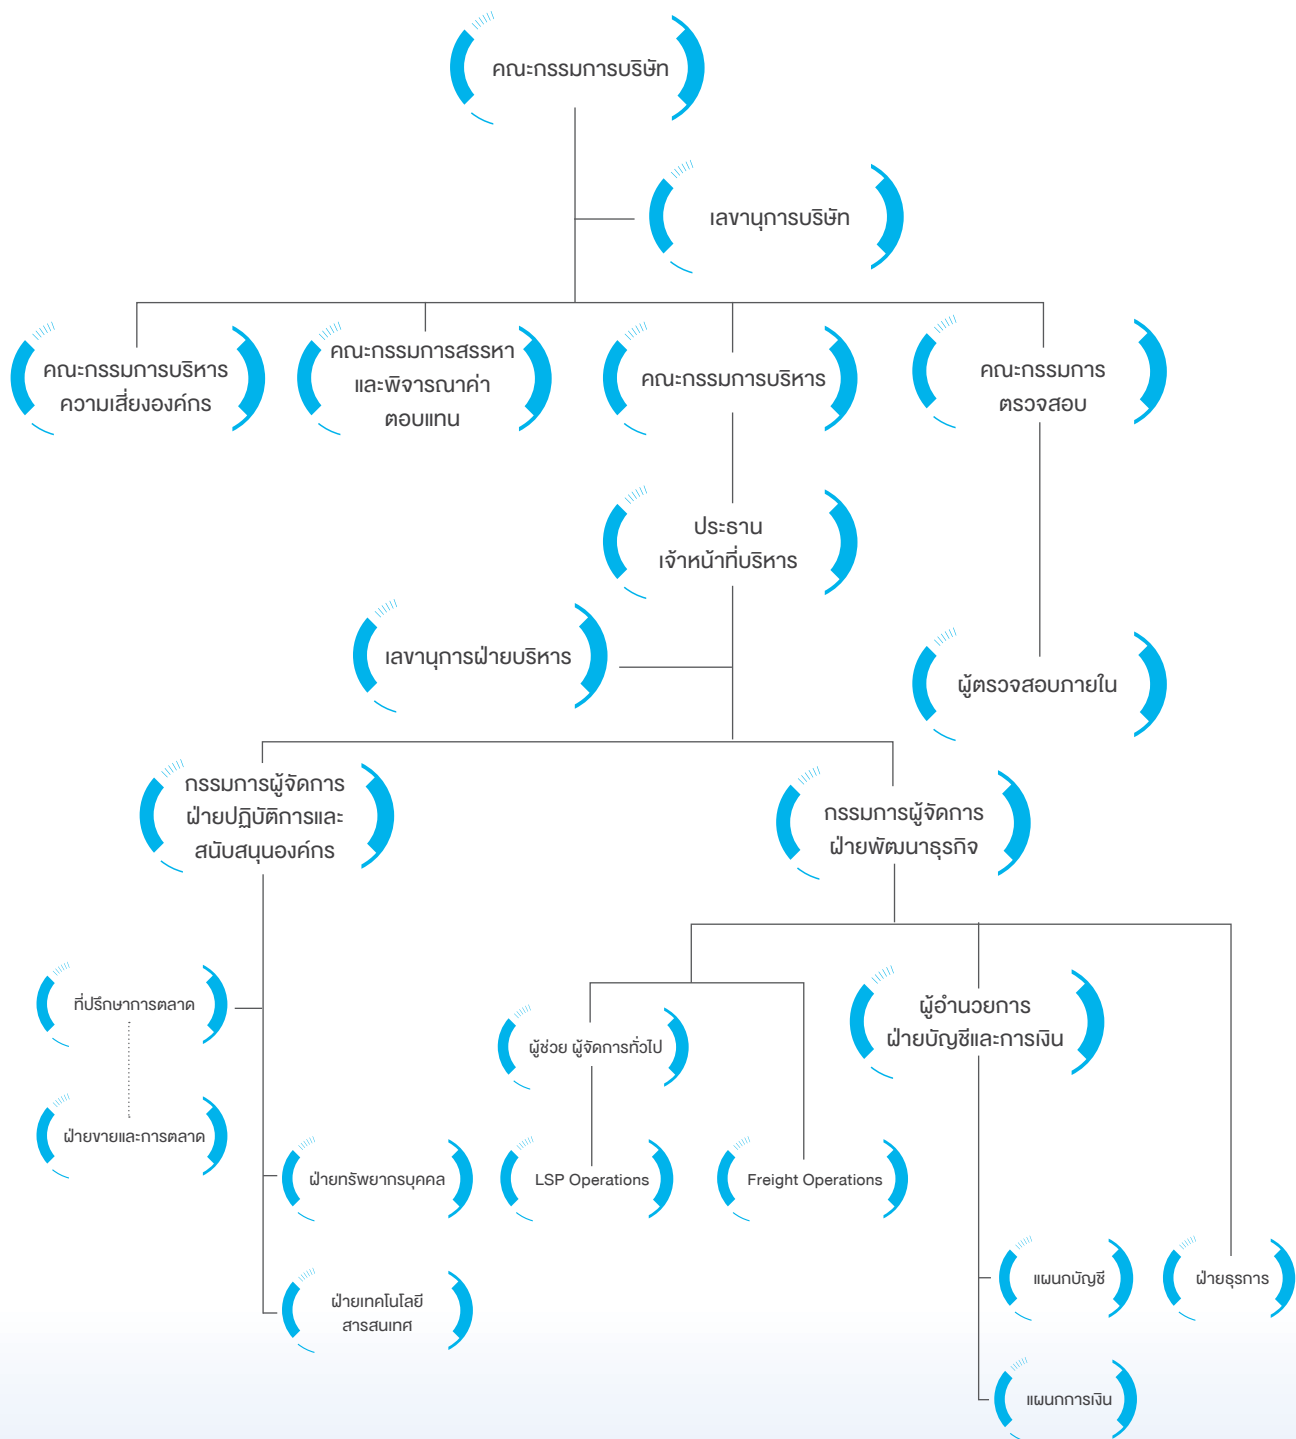 คณะกรรมการบริษัท
เลขานุการบริษัท
คณะกรรมการบริหาร
ความเสี่ยงองค์กร
คณะกรรมการสรรหา
และพิจารณาค่า
ตอบแทน
คณะกรรมการบริหาร
คณะกรรมการ
ตรวจสอบ
ประธาน
เจ้าหน้าที่บริหาร
เลขานุการฝ่ายบริหาร
ผู้ตรวจสอบภายใน
กรรมการผู้จัดการ
ฝ่ายปฏิบัติการและ
สนับสนุนองค์กร
กรรมการผู้จัดการ
ฝ่ายพัฒนาธุรกิจ
ที่ปรึกษาการตลาด
ผู้ช่วย ผู้จัดการทั่วไป
ผู้อำนวยการ
ฝ่ายบัญชีและการเงิน
ฝ่ายขายและการตลาด
ฝ่ายทรัพยากรบุคคล
LSP Operations
Freight Operations
ฝ่ายเทคโนโลยี
สารสนเทศ
แผนกบัญชี
ฝ่ายธุรการ
แผนกการเงิน